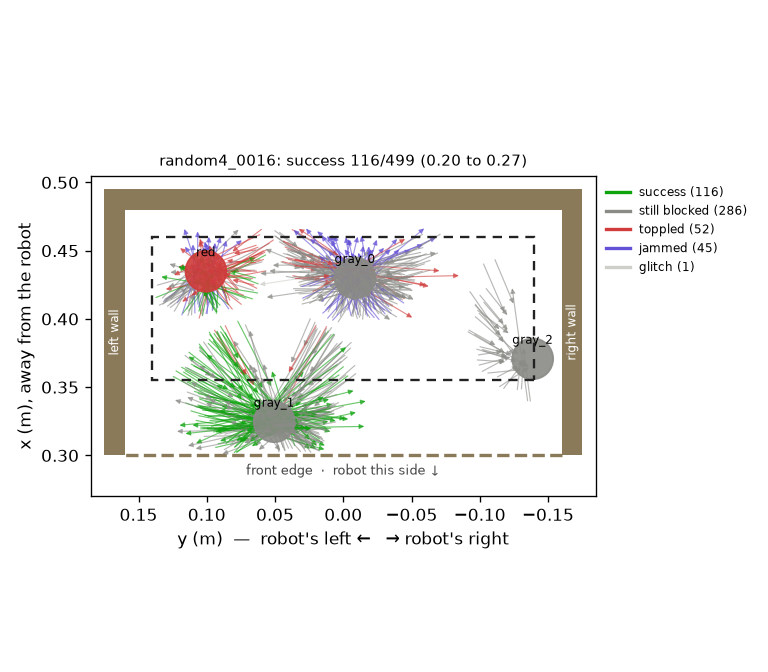 random4_0016: success 116/499 (0.20 to 0.27)
success (116)
still blocked (286)
toppled (52)
jammed (45)
glitch (1)
x (m), away from the robot
0.50
0.45
0.40
0.35
0.30
left wall
right wall
red
gray_0
gray_2
gray_1
front edge · robot this side ↓
0.15
0.10
0.05
0.00
−0.05
−0.10
−0.15
y (m) — robot's left ← → robot's right